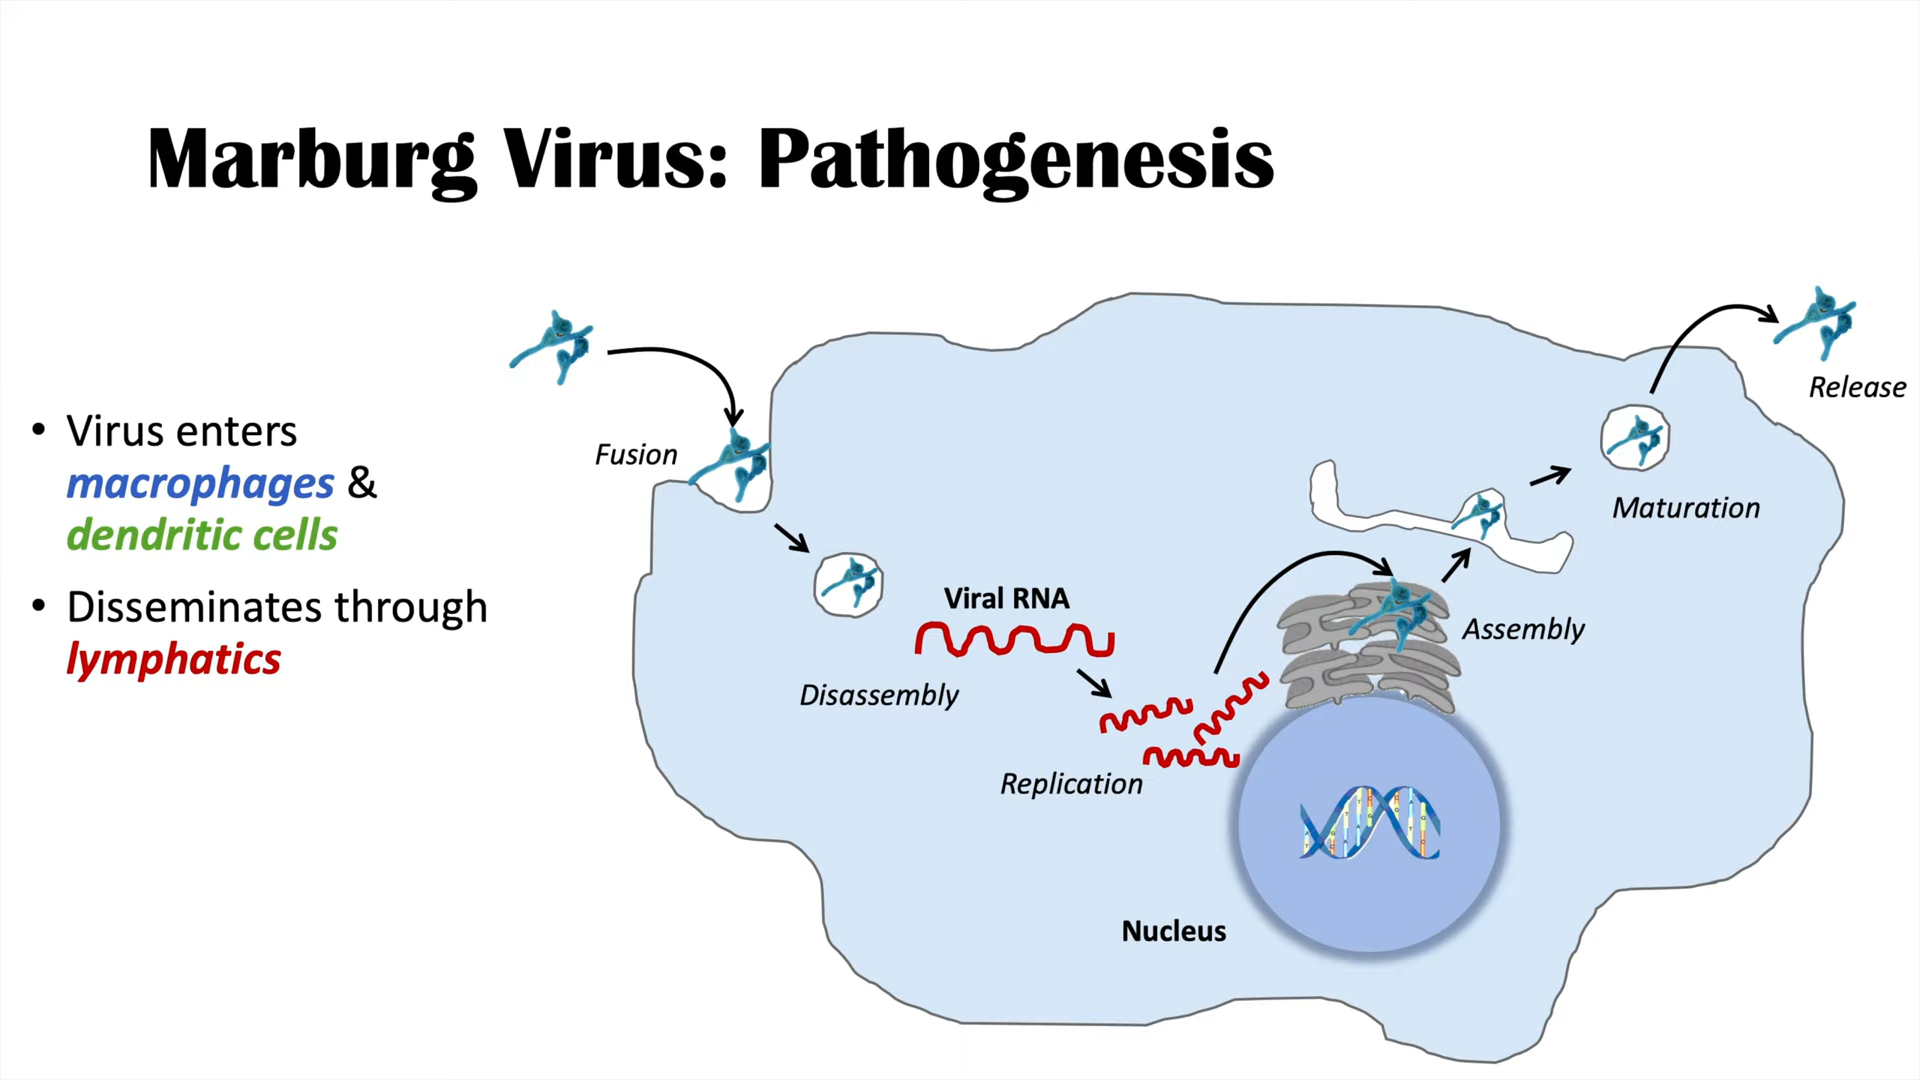 Marburg Virus: Pathogenesis
• Virus enters
macrophages &
dendritic cells
• Disseminates through
lymphatics
Fusion
Disassembly
Viral RNA
Replication
Nucleus
Assembly
Maturation
Release